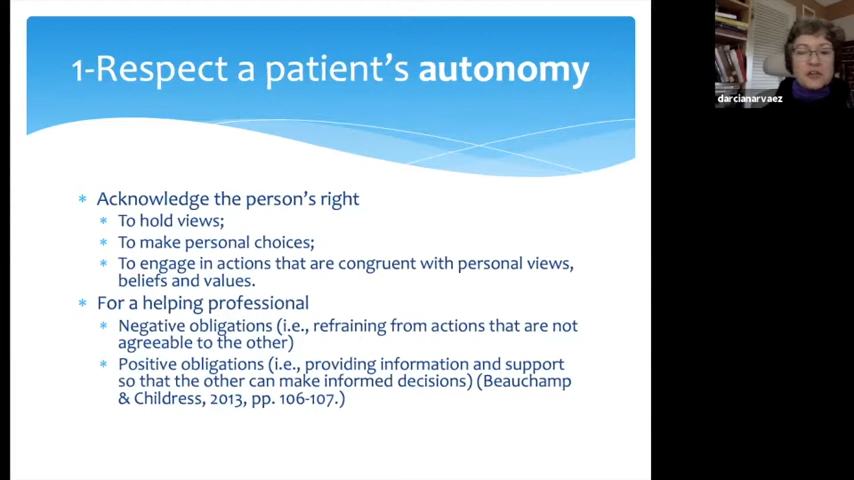 1-Respect a patient's autonomy
darcianarvaez
* Acknowledge the person's right
* To hold views;
* To make personal choices;
* To engage in actions that are congruent with personal views,
beliefs and values.
* For a helping professional
* Negative obligations (i.e., refraining from actions that are not
agreeable to the other)
* Positive obligations (i.e., providing information and support
so that the other can make informed decisions) (Beauchamp
& Childress, 2013, pp. 106-107.)